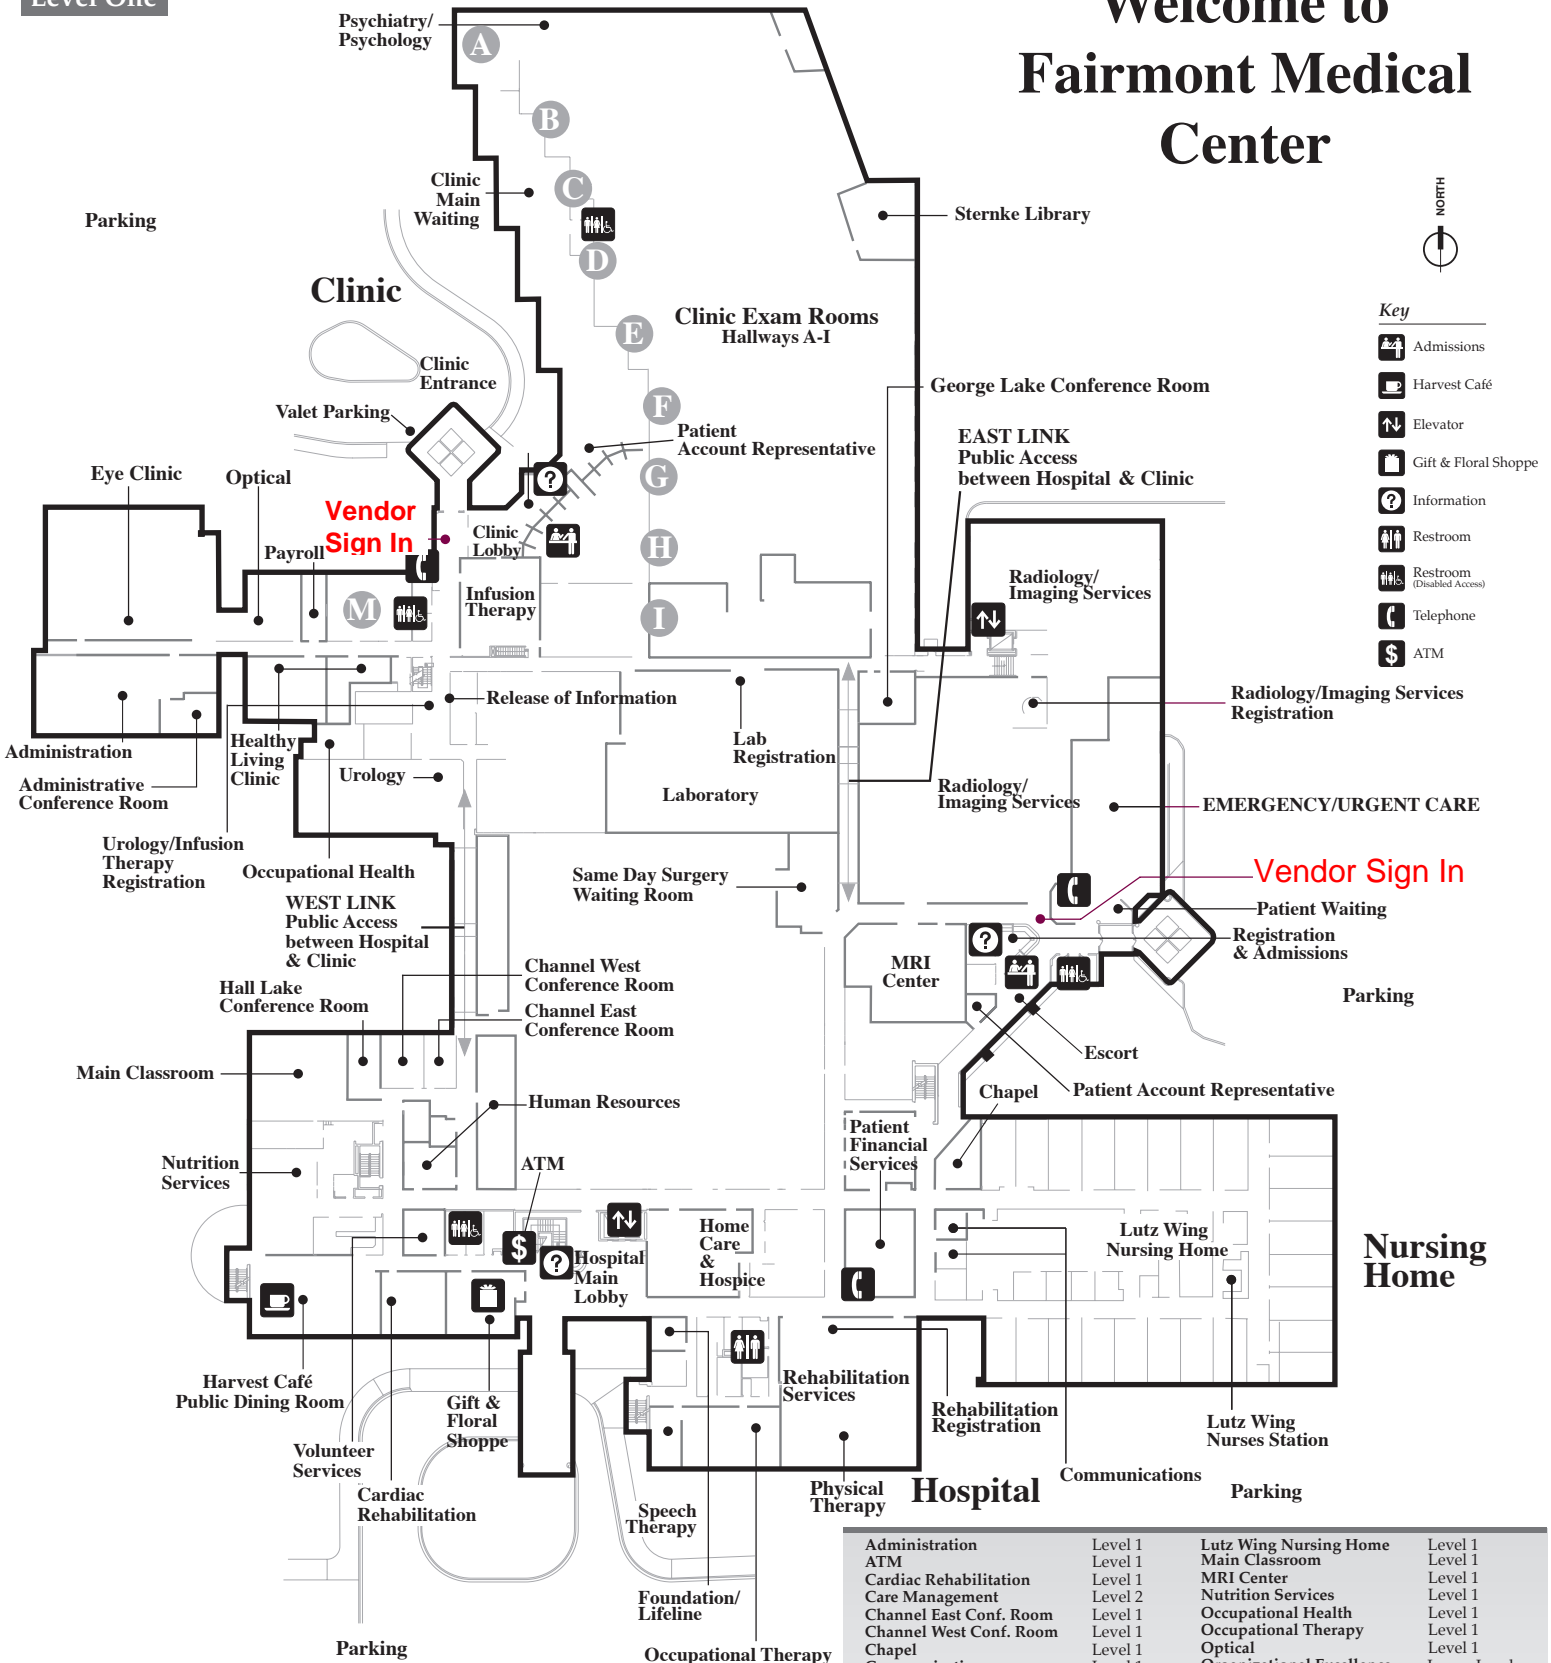 Level One
Welcome to
Fairmont Medical
Center
Psychiatry/
Psychology
A
B
C
D
E
F
G
H
I
M
Clinic
Main
Waiting
Parking
Sternke Library
NORTH
Clinic
Clinic Exam Rooms
Hallways A-I
Key
Admissions
Harvest Café
Elevator
Gift & Floral Shoppe
Information
Restroom
Restroom
(Disabled Access)
Telephone
ATM
Clinic
Entrance
Valet Parking
George Lake Conference Room
Patient
Account Representative
EAST LINK
Public Access
between Hospital & Clinic
Eye Clinic
Optical
Vendor
Sign In
Payroll
Clinic
Lobby
Infusion
Therapy
Radiology/
Imaging Services
Release of Information
Radiology/Imaging Services
Registration
Administration
Administrative
Conference Room
Healthy
Living
Clinic
Urology
Lab
Registration
Laboratory
Radiology/
Imaging Services
EMERGENCY/URGENT CARE
Urology/Infusion
Therapy
Registration
Occupational Health
Same Day Surgery
Waiting Room
Vendor Sign In
WEST LINK
Public Access
between Hospital
& Clinic
Patient Waiting
Registration
& Admissions
MRI
Center
Parking
Channel West
Conference Room
Hall Lake
Conference Room
Channel East
Conference Room
Escort
Main Classroom
Patient Account Representative
Chapel
Human Resources
Patient
Financial
Services
Nutrition
Services
ATM
$
Hospital
Main
Lobby
Home
Care
&
Hospice
Lutz Wing
Nursing Home
Nursing
Home
Harvest Café
Public Dining Room
Gift &
Floral
Shoppe
Rehabilitation
Services
Rehabilitation
Registration
Lutz Wing
Nurses Station
Volunteer
Services
Cardiac
Rehabilitation
Communications
Physical
Therapy
Hospital
Parking
Speech
Therapy
Foundation/
Lifeline
Occupational Therapy
Parking
Administration Level 1 Lutz Wing Nursing Home Level 1
ATM Level 1 Main Classroom Level 1
Cardiac Rehabilitation Level 1 MRI Center Level 1
Care Management Level 2 Nutrition Services Level 1
Channel East Conf. Room Level 1 Occupational Health Level 1
Channel West Conf. Room Level 1 Occupational Therapy Level 1
Chapel Level 1 Optical Level 1